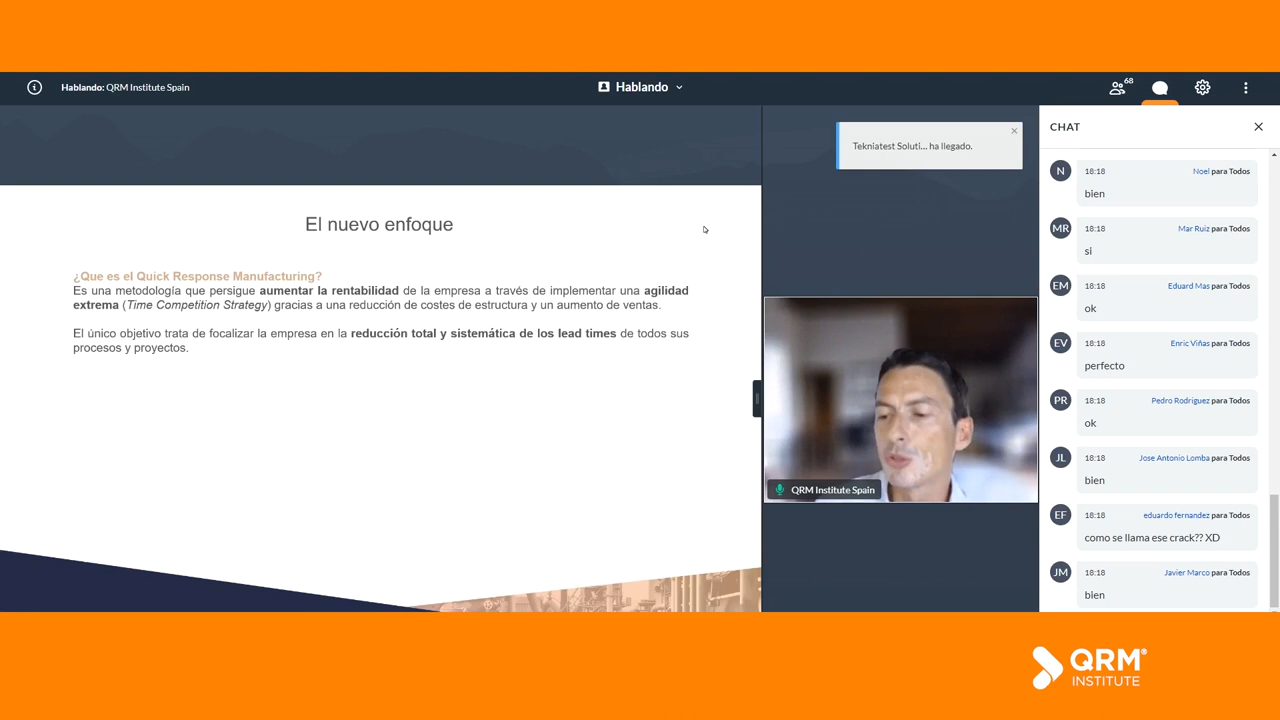 Hablando: QRM Institute Spain
Hablando
68
El nuevo enfoque
¿Que es el Quick Response Manufacturing?
Es una metodología que persigue aumentar la rentabilidad de la empresa a través de implementar una agilidad
extrema (Time Competition Strategy) gracias a una reducción de costes de estructura y un aumento de ventas.
El único objetivo trata de focalizar la empresa en la reducción total y sistemática de los lead times de todos sus
procesos y proyectos.
Tekniatest Soluti... ha llegado.
QRM Institute Spain
CHAT
N
18:18
Noel para Todos
bien
MR
18:18
Mar Ruiz para Todos
si
EM
18:18
Eduard Mas para Todos
ok
EV
18:18
Enric Viñas para Todos
perfecto
PR
18:18
Pedro Rodriguez para Todos
ok
JL
18:18
Jose Antonio Lomba para Todos
bien
EF
18:18
eduardo fernandez para Todos
como se llama ese crack?? XD
JM
18:18
Javier Marco para Todos
bien
QRM®
INSTITUTE